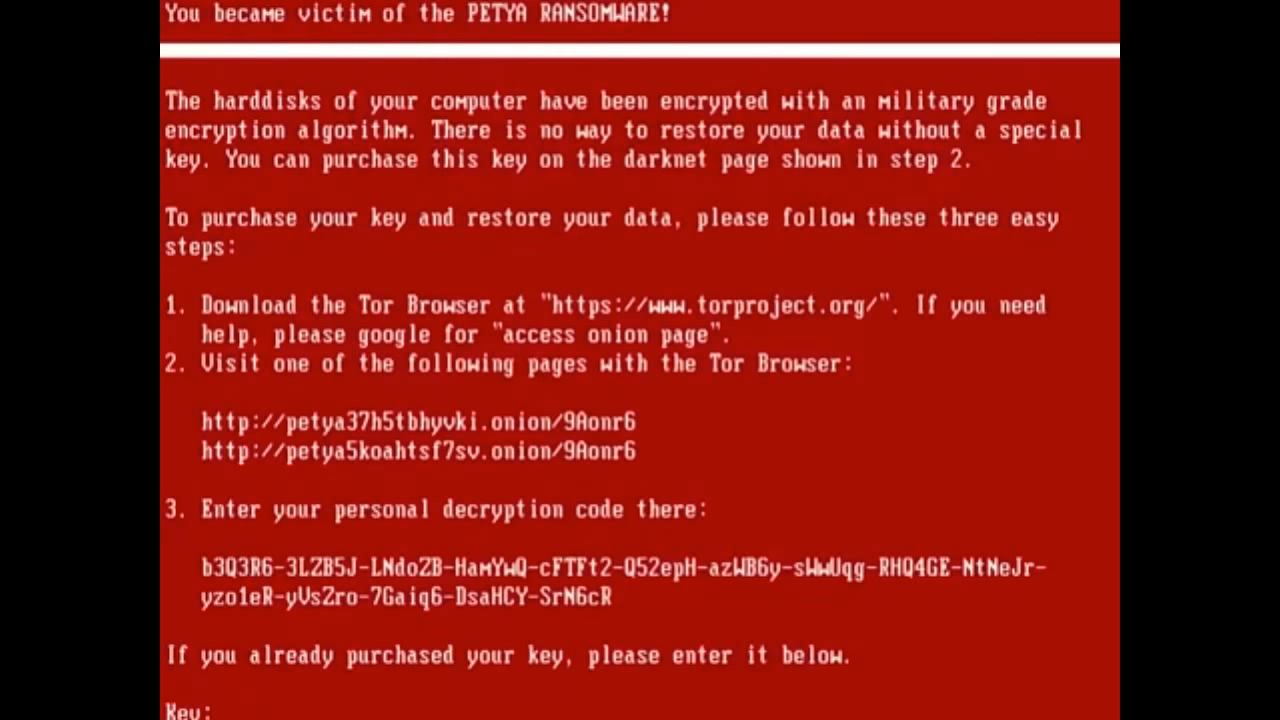 You became victim of the PETYA RANSOMWARE!
The harddisks of your computer have been encrypted with an military grade
encryption algorithm. There is no way to restore your data without a special
key. You can purchase this key on the darknet page shown in step 2.
To purchase your key and restore your data, please follow these three easy
steps:
1. Download the Tor Browser at "https://www.torproject.org/". If you need
help, please google for "access onion page".
2. Visit one of the following pages with the Tor Browser:
http://petya37h5tbhyvki.onion/9Aonr6
http://petya5koahtsf7sv.onion/9Aonr6
3. Enter your personal decryption code there:
b3Q3R6-3LZB5J-LNdoZB-HamYwQ-cFTFt2-Q52epH-azWB6y-sWwUqg-RHQ4GE-NtNeJr-
yzo1eR-yVsZro-7Gaiq6-DsaHCY-SrN6cR
If you already purchased your key, please enter it below.
Key: